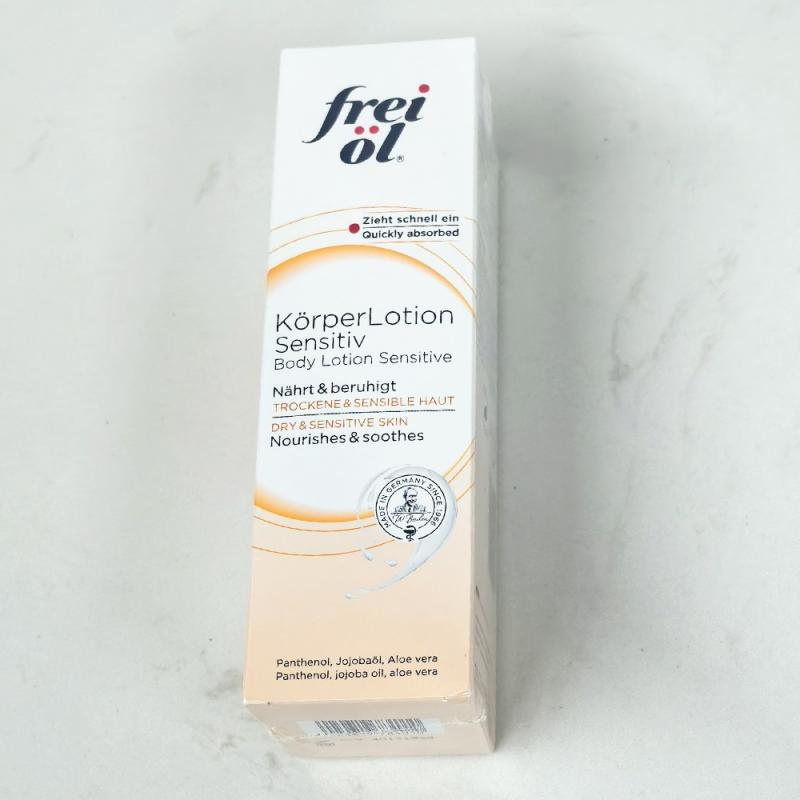 frei
öl®
Zieht schnell ein
Quickly absorbed
KörperLotion
Sensitiv
Body Lotion Sensitive
Nährt & beruhigt
TROCKENE & SENSIBLE HAUT
DRY & SENSITIVE SKIN
Nourishes & soothes
MADE IN GERMANY SINCE 1966
Panthenol, Jojobaöl, Aloe vera
Panthenol, jojoba oil, aloe vera